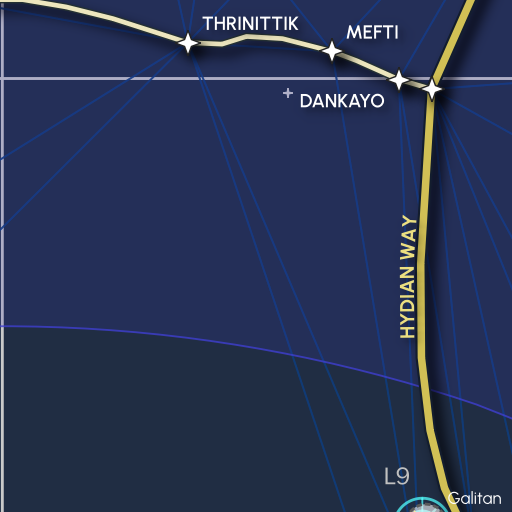 THRINITTIK
MEFTI
DANKAYO
HYDIAN WAY
L9
Galitan